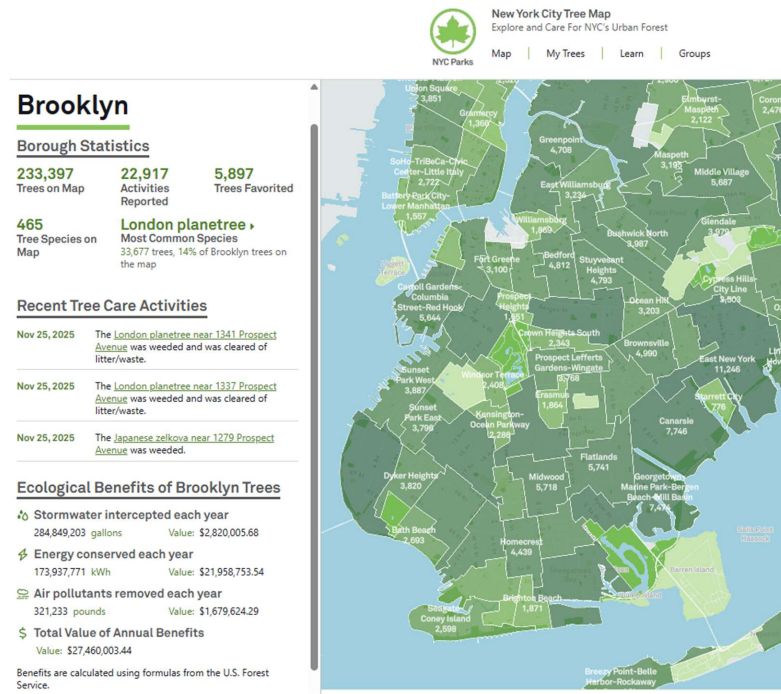 NYC Parks
New York City Tree Map
Explore and Care For NYC's Urban Forest
Map
My Trees
Learn
Groups
Brooklyn
Borough Statistics
233,397
Trees on Map
22,917
Activities
Reported
5,897
Trees Favorited
465
Tree Species on
Map
London planetree
Most Common Species
33,677 trees, 14% of Brooklyn trees on
the map
Recent Tree Care Activities
Nov 25, 2025
The London planetree near 1341 Prospect
Avenue was weeded and was cleared of
litter/waste.
Nov 25, 2025
The London planetree near 1337 Prospect
Avenue was weeded and was cleared of
litter/waste.
Nov 25, 2025
The Japanese zelkova near 1279 Prospect
Avenue was weeded.
Ecological Benefits of Brooklyn Trees
Stormwater intercepted each year
284,849,203 gallons
Value: $2,820,005.68
Energy conserved each year
173,937,771 kWh
Value: $21,958,753.54
Air pollutants removed each year
321,233 pounds
Value: $1,679,624.29
$ Total Value of Annual Benefits
Value: $27,460,003.44
Benefits are calculated using formulas from the U.S. Forest
Service.
Union Square
3,851
Gramercy
1,366
Elmhurst-
Maspeth
2,122
Greenpoint
4,708
Maspeth
3,195
Middle Village
5,687
SoHo-TriBeCa-Civic
Center-Little Italy
2,722
East Williamsburg
3,234
Battery Park City-
Lower Manhattan
1,557
Williamsburg
1,869
Bushwick North
3,987
Glendale
Fort Greene
3,100
Bedford
4,812
Stuyvesant
Heights
4,793
Cypress Hills-
City Line
3,503
Carroll Gardens-
Columbia
Street-Red Hook
5,644
Prospect
Heights
Ocean Hill
3,203
Crown Heights South
2,343
Brownsville
4,990
Prospect Lefferts
Gardens-Wingate
3,768
East New York
11,246
Sunset
Park West
3,887
Windsor Terrace
2,408
Erasmus
1,864
Starrett City
776
Sunset
Park East
3,796
Kensington-
Ocean Parkway
2,286
Canarsie
7,746
Flatlands
5,741
Dyker Heights
3,820
Midwood
5,718
Georgetown-
Marine Park-Bergen
Beach-Mill Basin
7,474
Bath Beach
2,693
Homecrest
4,439
Barren Island
Brighton Beach
1,871
Seagate-
Coney Island
2,598
Breezy Point-Belle
Harbor-Rockaway